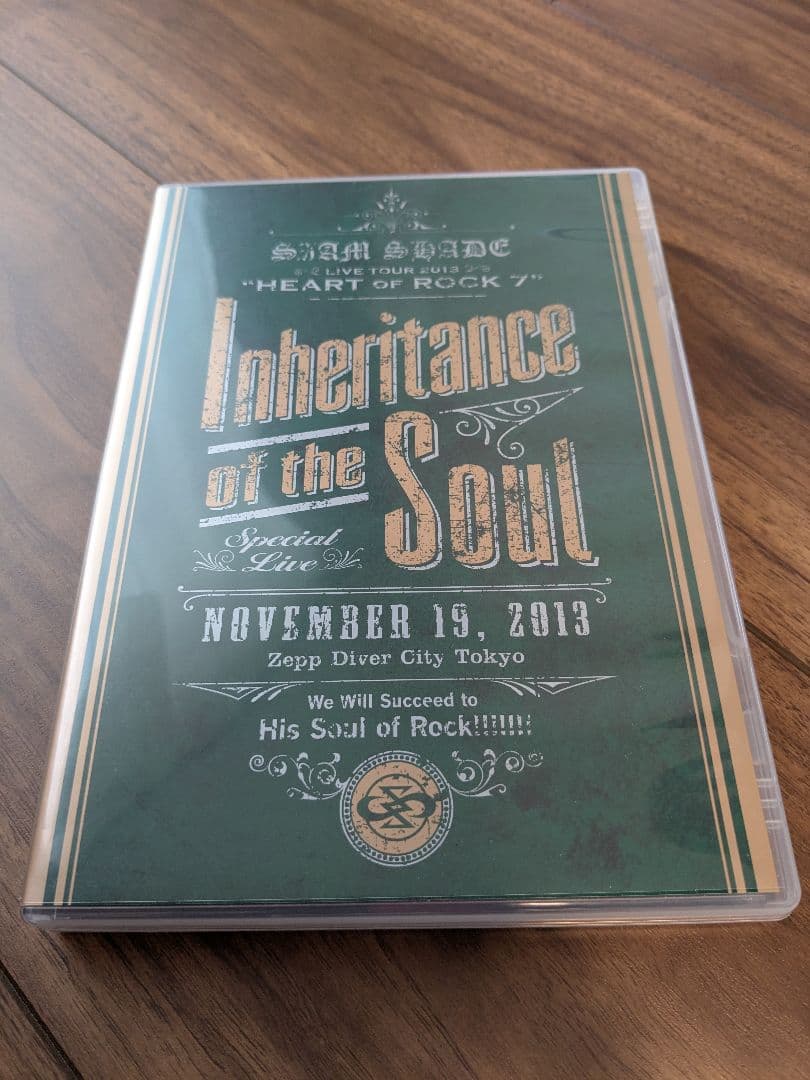 SIAM SHADE
LIVE TOUR 2013
"HEART OF ROCK 7"
Inheritance
of the
Soul
Special
Live
NOVEMBER 19, 2013
Zepp Diver City Tokyo
We Will Succeed to
His Soul of Rock!!!!!!!